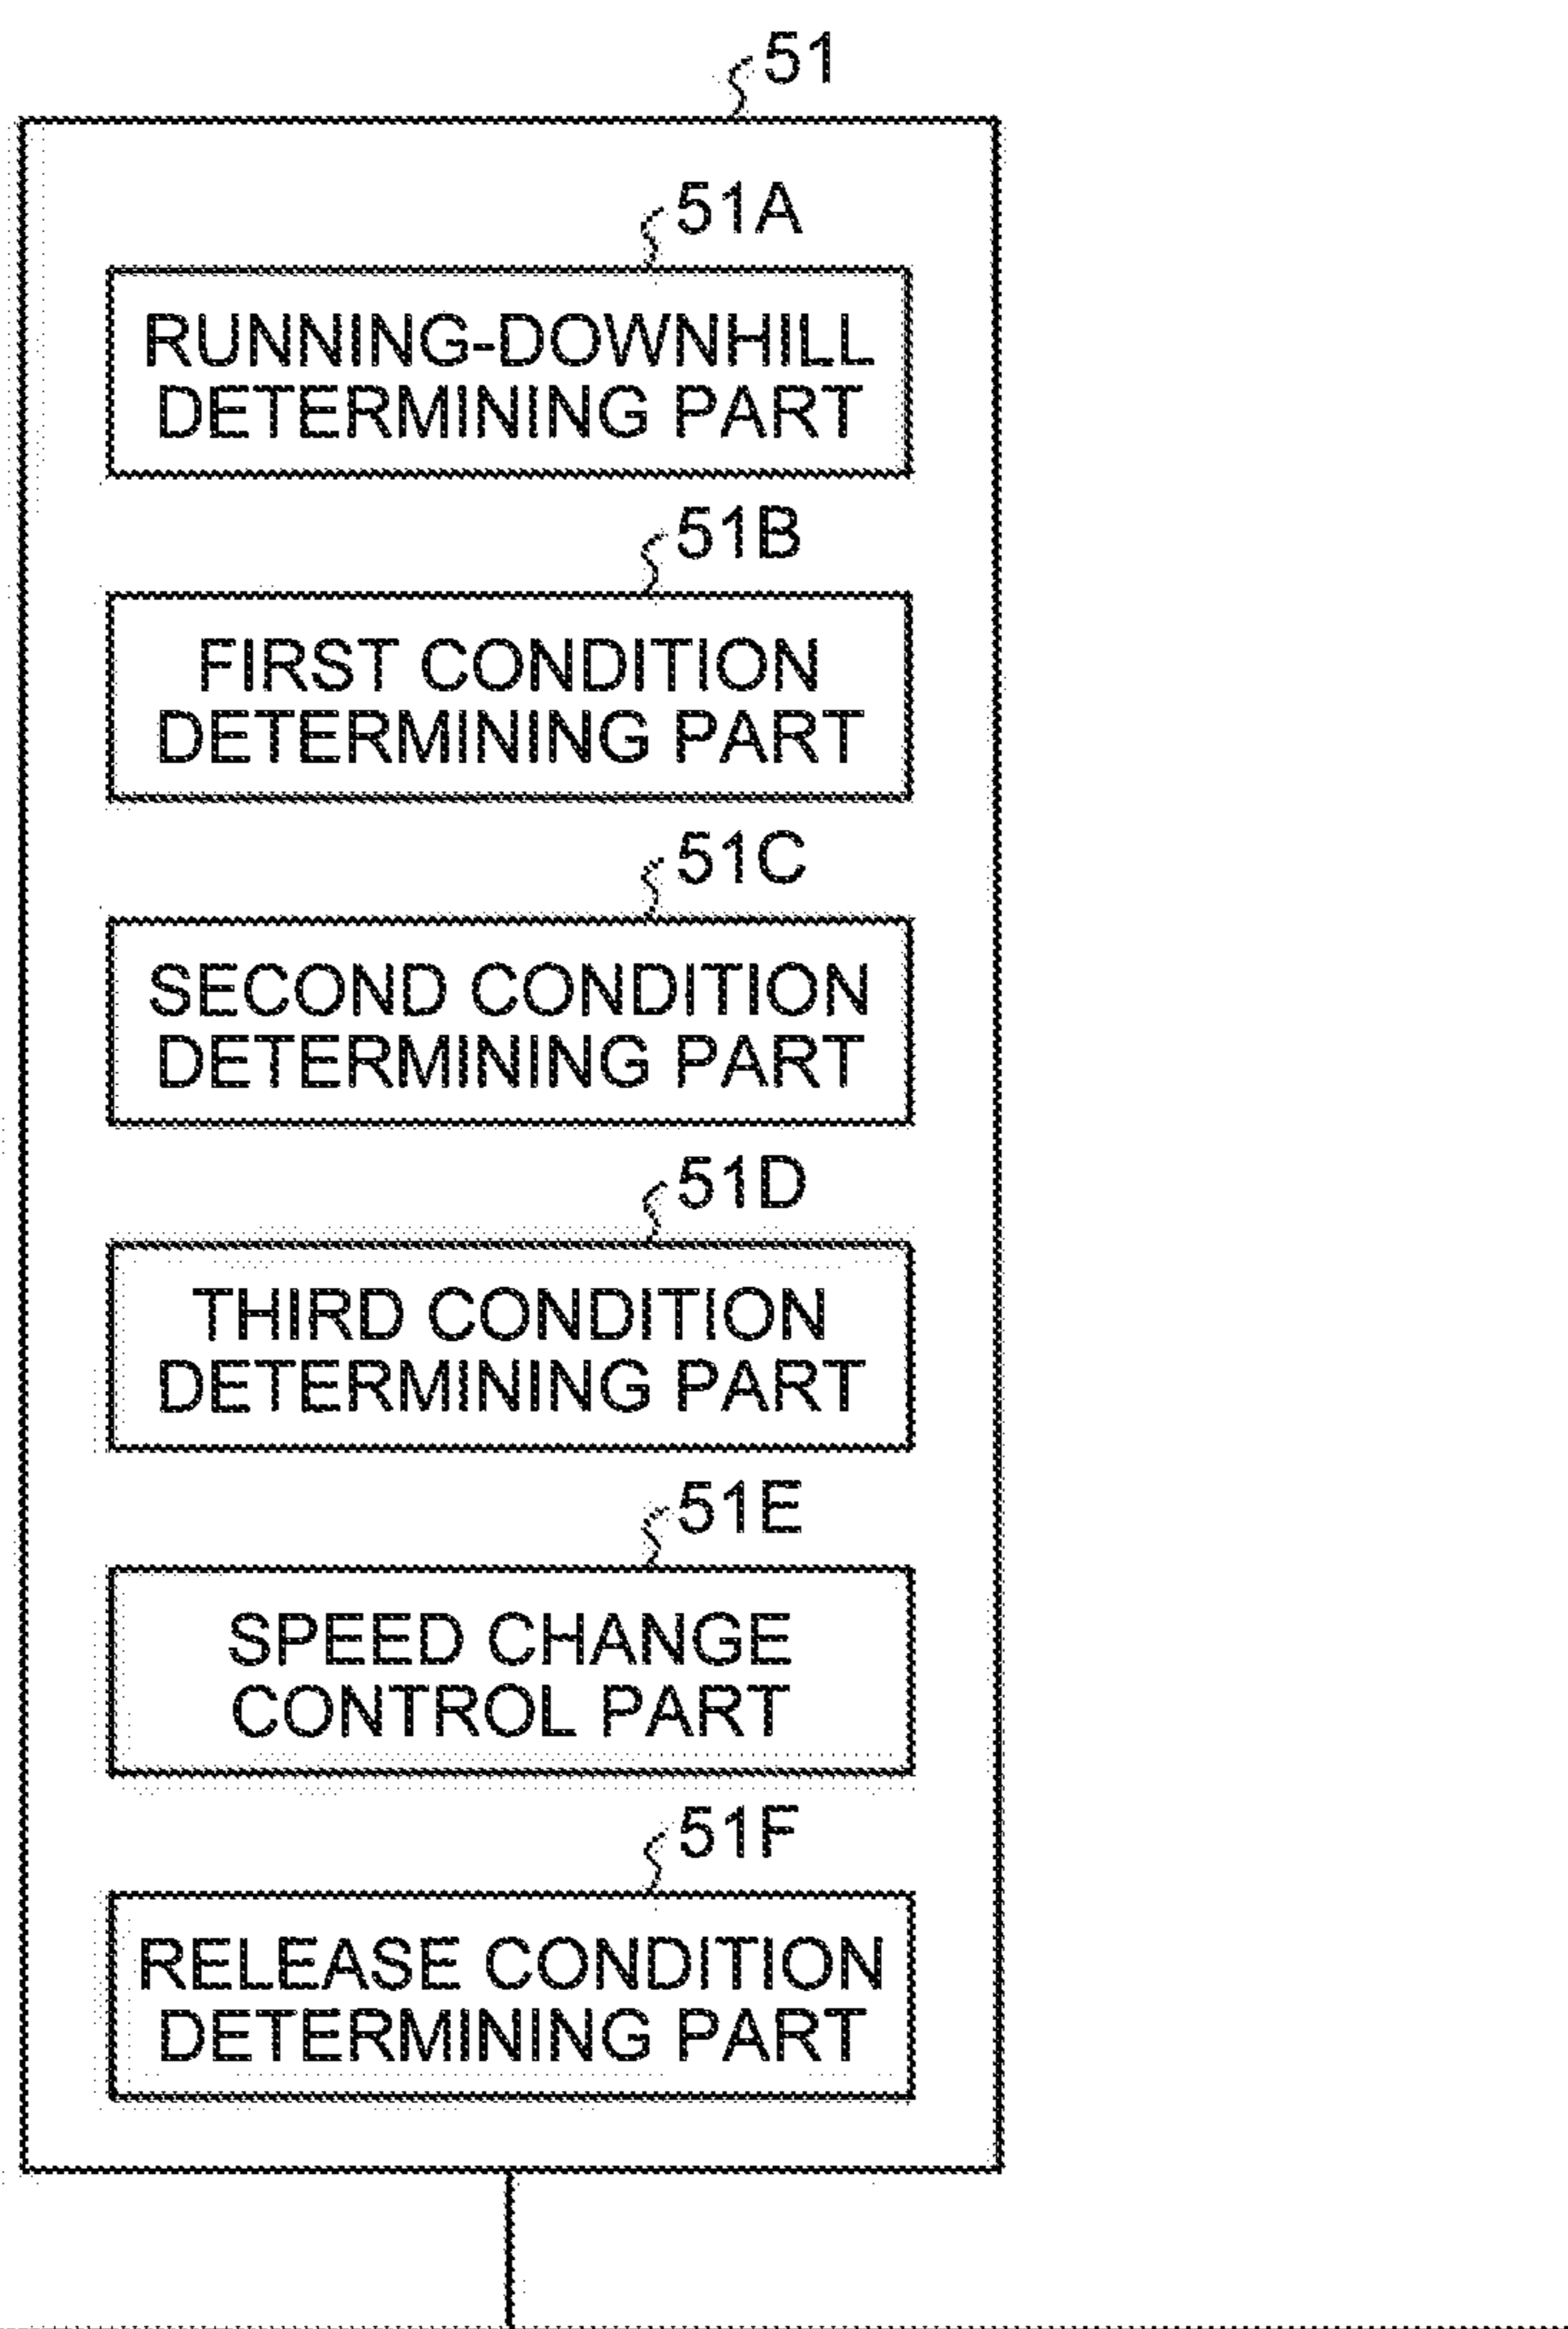 51
51A
RUNNING-DOWNHILL
DETERMINING PART
51B
FIRST CONDITION
DETERMINING PART
51C
SECOND CONDITION
DETERMINING PART
51D
THIRD CONDITION
DETERMINING PART
51E
SPEED CHANGE
CONTROL PART
51F
RELEASE CONDITION
DETERMINING PART